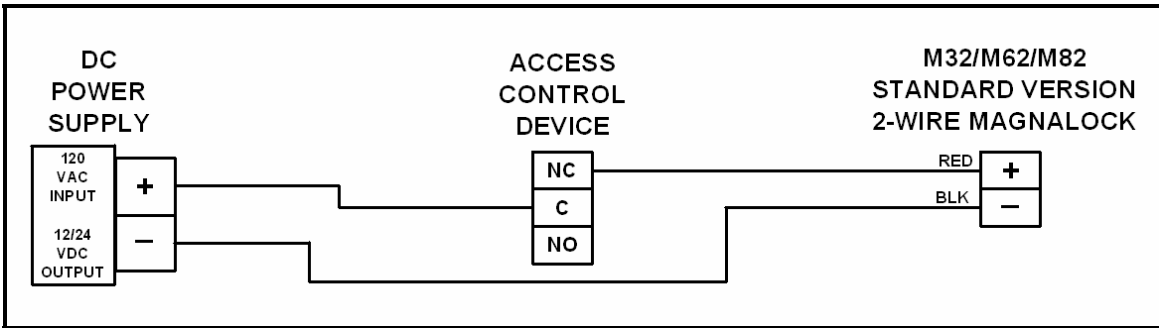 DC
POWER
SUPPLY
120
VAC
INPUT
12/24
VDC
OUTPUT
+
−
ACCESS
CONTROL
DEVICE
NC
C
NO
M32/M62/M82
STANDARD VERSION
2-WIRE MAGNALOCK
RED
+
BLK
−